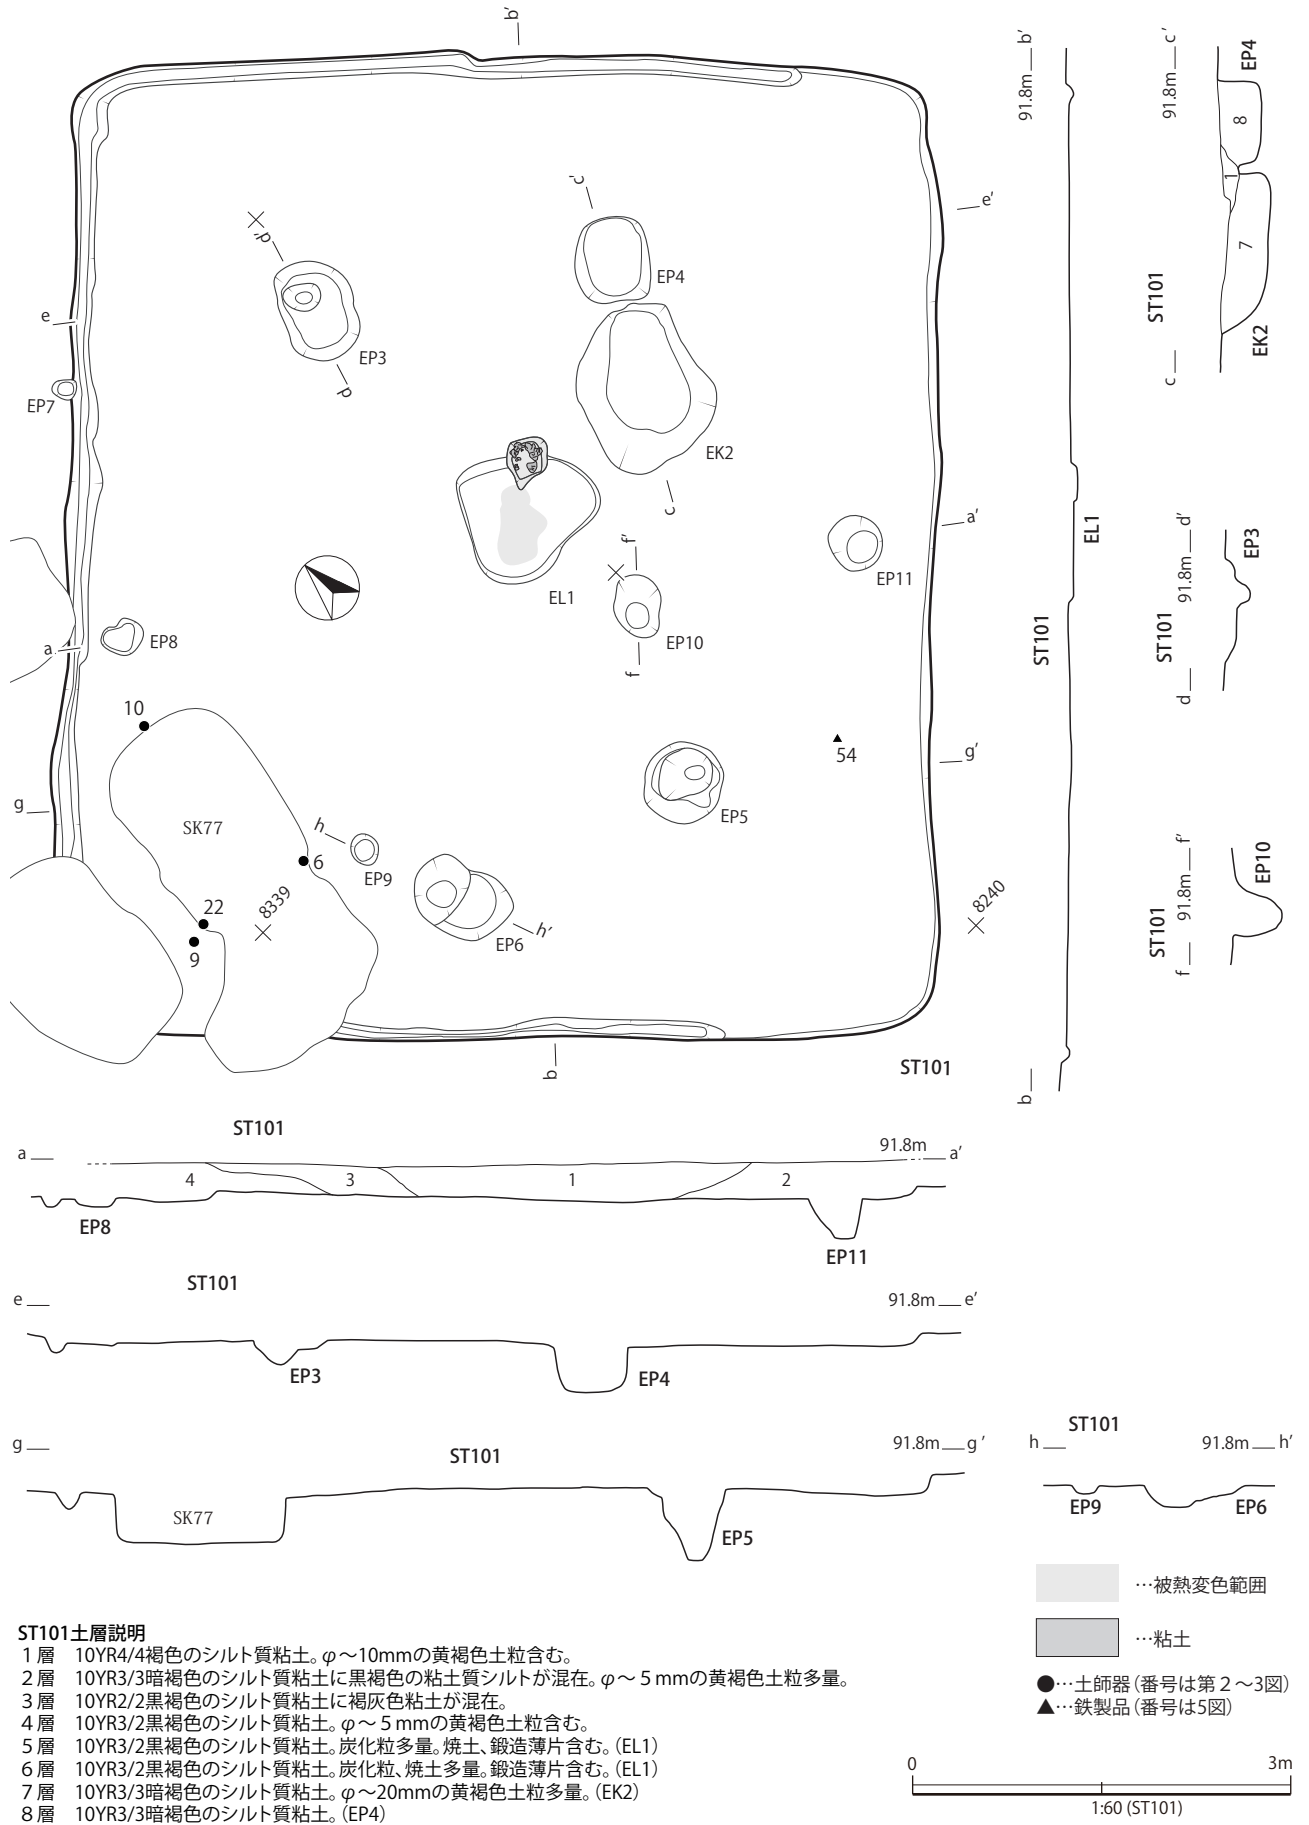 b′
e′
c′
d′
EP4
EP3
e
EP7
d
EK2
c
a′
f′
EP11
EL1
EP10
f
EP8
a
10
54
g′
g
SK77
h
6
EP9
EP5
8339
22
9
h′
EP6
8240
b
ST101
b′
91.8m
EL1
ST101
b
c′
91.8m
EP4
8
1
7
ST101
EK2
c
d′
91.8m
EP3
ST101
d
f′
91.8m
EP10
ST101
f
ST101
a
91.8m
a′
4
3
1
2
EP8
EP11
ST101
e
91.8m
e′
EP3
EP4
g
ST101
91.8m
g′
SK77
EP5
ST101
h
91.8m
h′
EP9
EP6
…被熱変色範囲
…粘土
●…土師器(番号は第2〜3図)
▲…鉄製品(番号は5図)
ST101土層説明
1層 10YR4/4褐色のシルト質粘土。φ〜10mmの黄褐色土粒含む。
2層 10YR3/3暗褐色のシルト質粘土に黒褐色の粘土質シルトが混在。φ〜5mmの黄褐色土粒多量。
3層 10YR2/2黒褐色のシルト質粘土に褐灰色粘土が混在。
4層 10YR3/2黒褐色のシルト質粘土。φ〜5mmの黄褐色土粒含む。
5層 10YR3/2黒褐色のシルト質粘土。炭化粒多量。焼土、鍛造薄片含む。(EL1)
6層 10YR3/2黒褐色のシルト質粘土。炭化粒、焼土多量。鍛造薄片含む。(EL1)
7層 10YR3/3暗褐色のシルト質粘土。φ〜20mmの黄褐色土粒多量。(EK2)
8層 10YR3/3暗褐色のシルト質粘土。(EP4)
0
3m
1:60 (ST101)